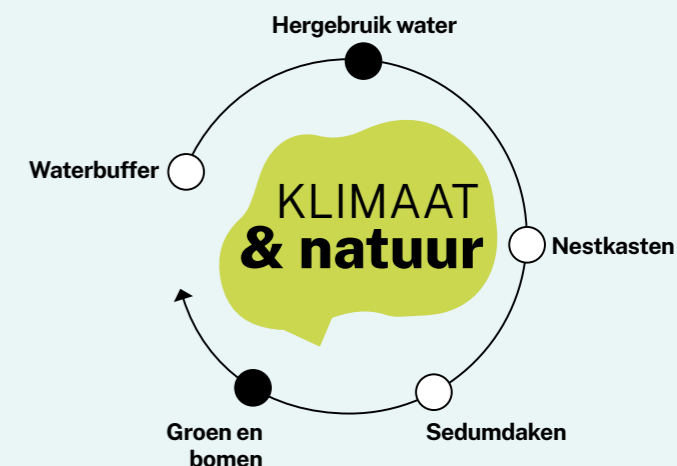 Hergebruik water
Waterbuffer
KLIMAAT
& natuur
Nestkasten
Groen en
bomen
Sedumdaken